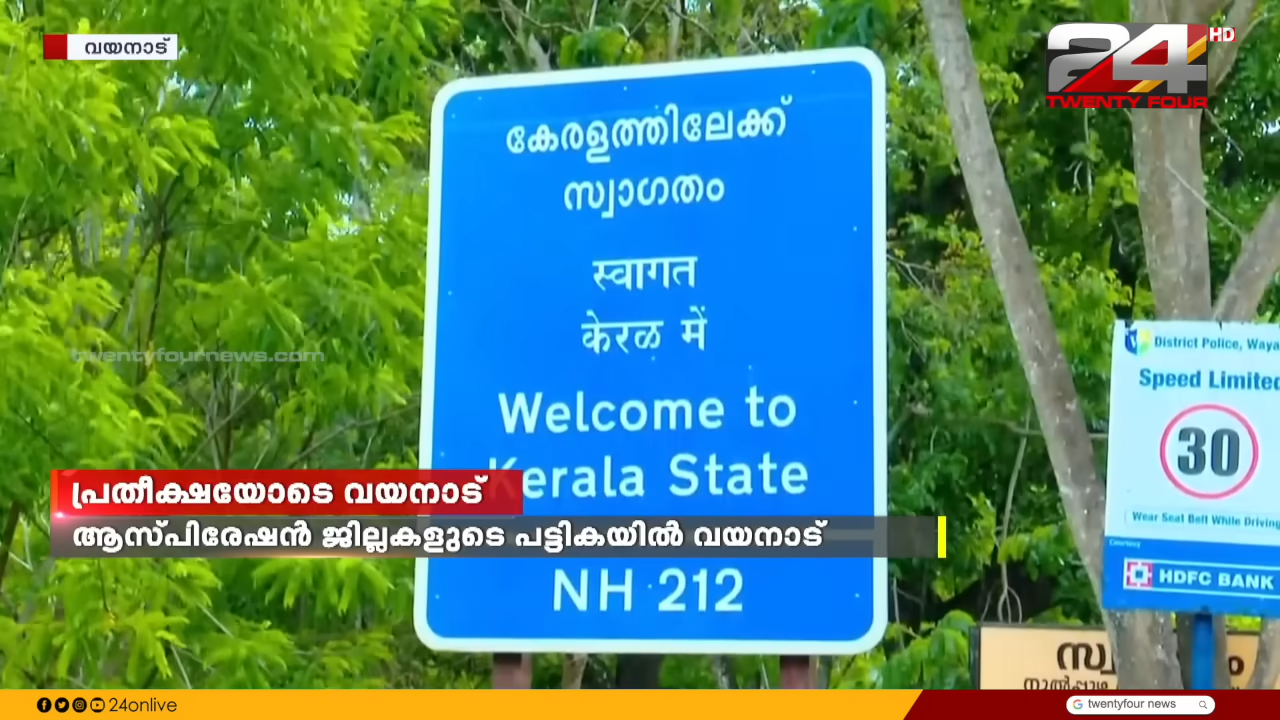 വയനാട്
24
HD
TWENTY FOUR
കേരളത്തിലേക്ക്
സ്വാഗതം
स्वागत
केरळ में
Welcome to
Kerala State
NH 212
twentyfournews.com
District Police,
Speed Limited
30
Wear Seat Belt While Driving
Courtesy
HDFC BANK
പ്രതീക്ഷയോടെ വയനാട്
ആസ്പിരേഷൻ ജില്ലകളുടെ പട്ടികയിൽ വയനാട്
24onlive
twentyfour news